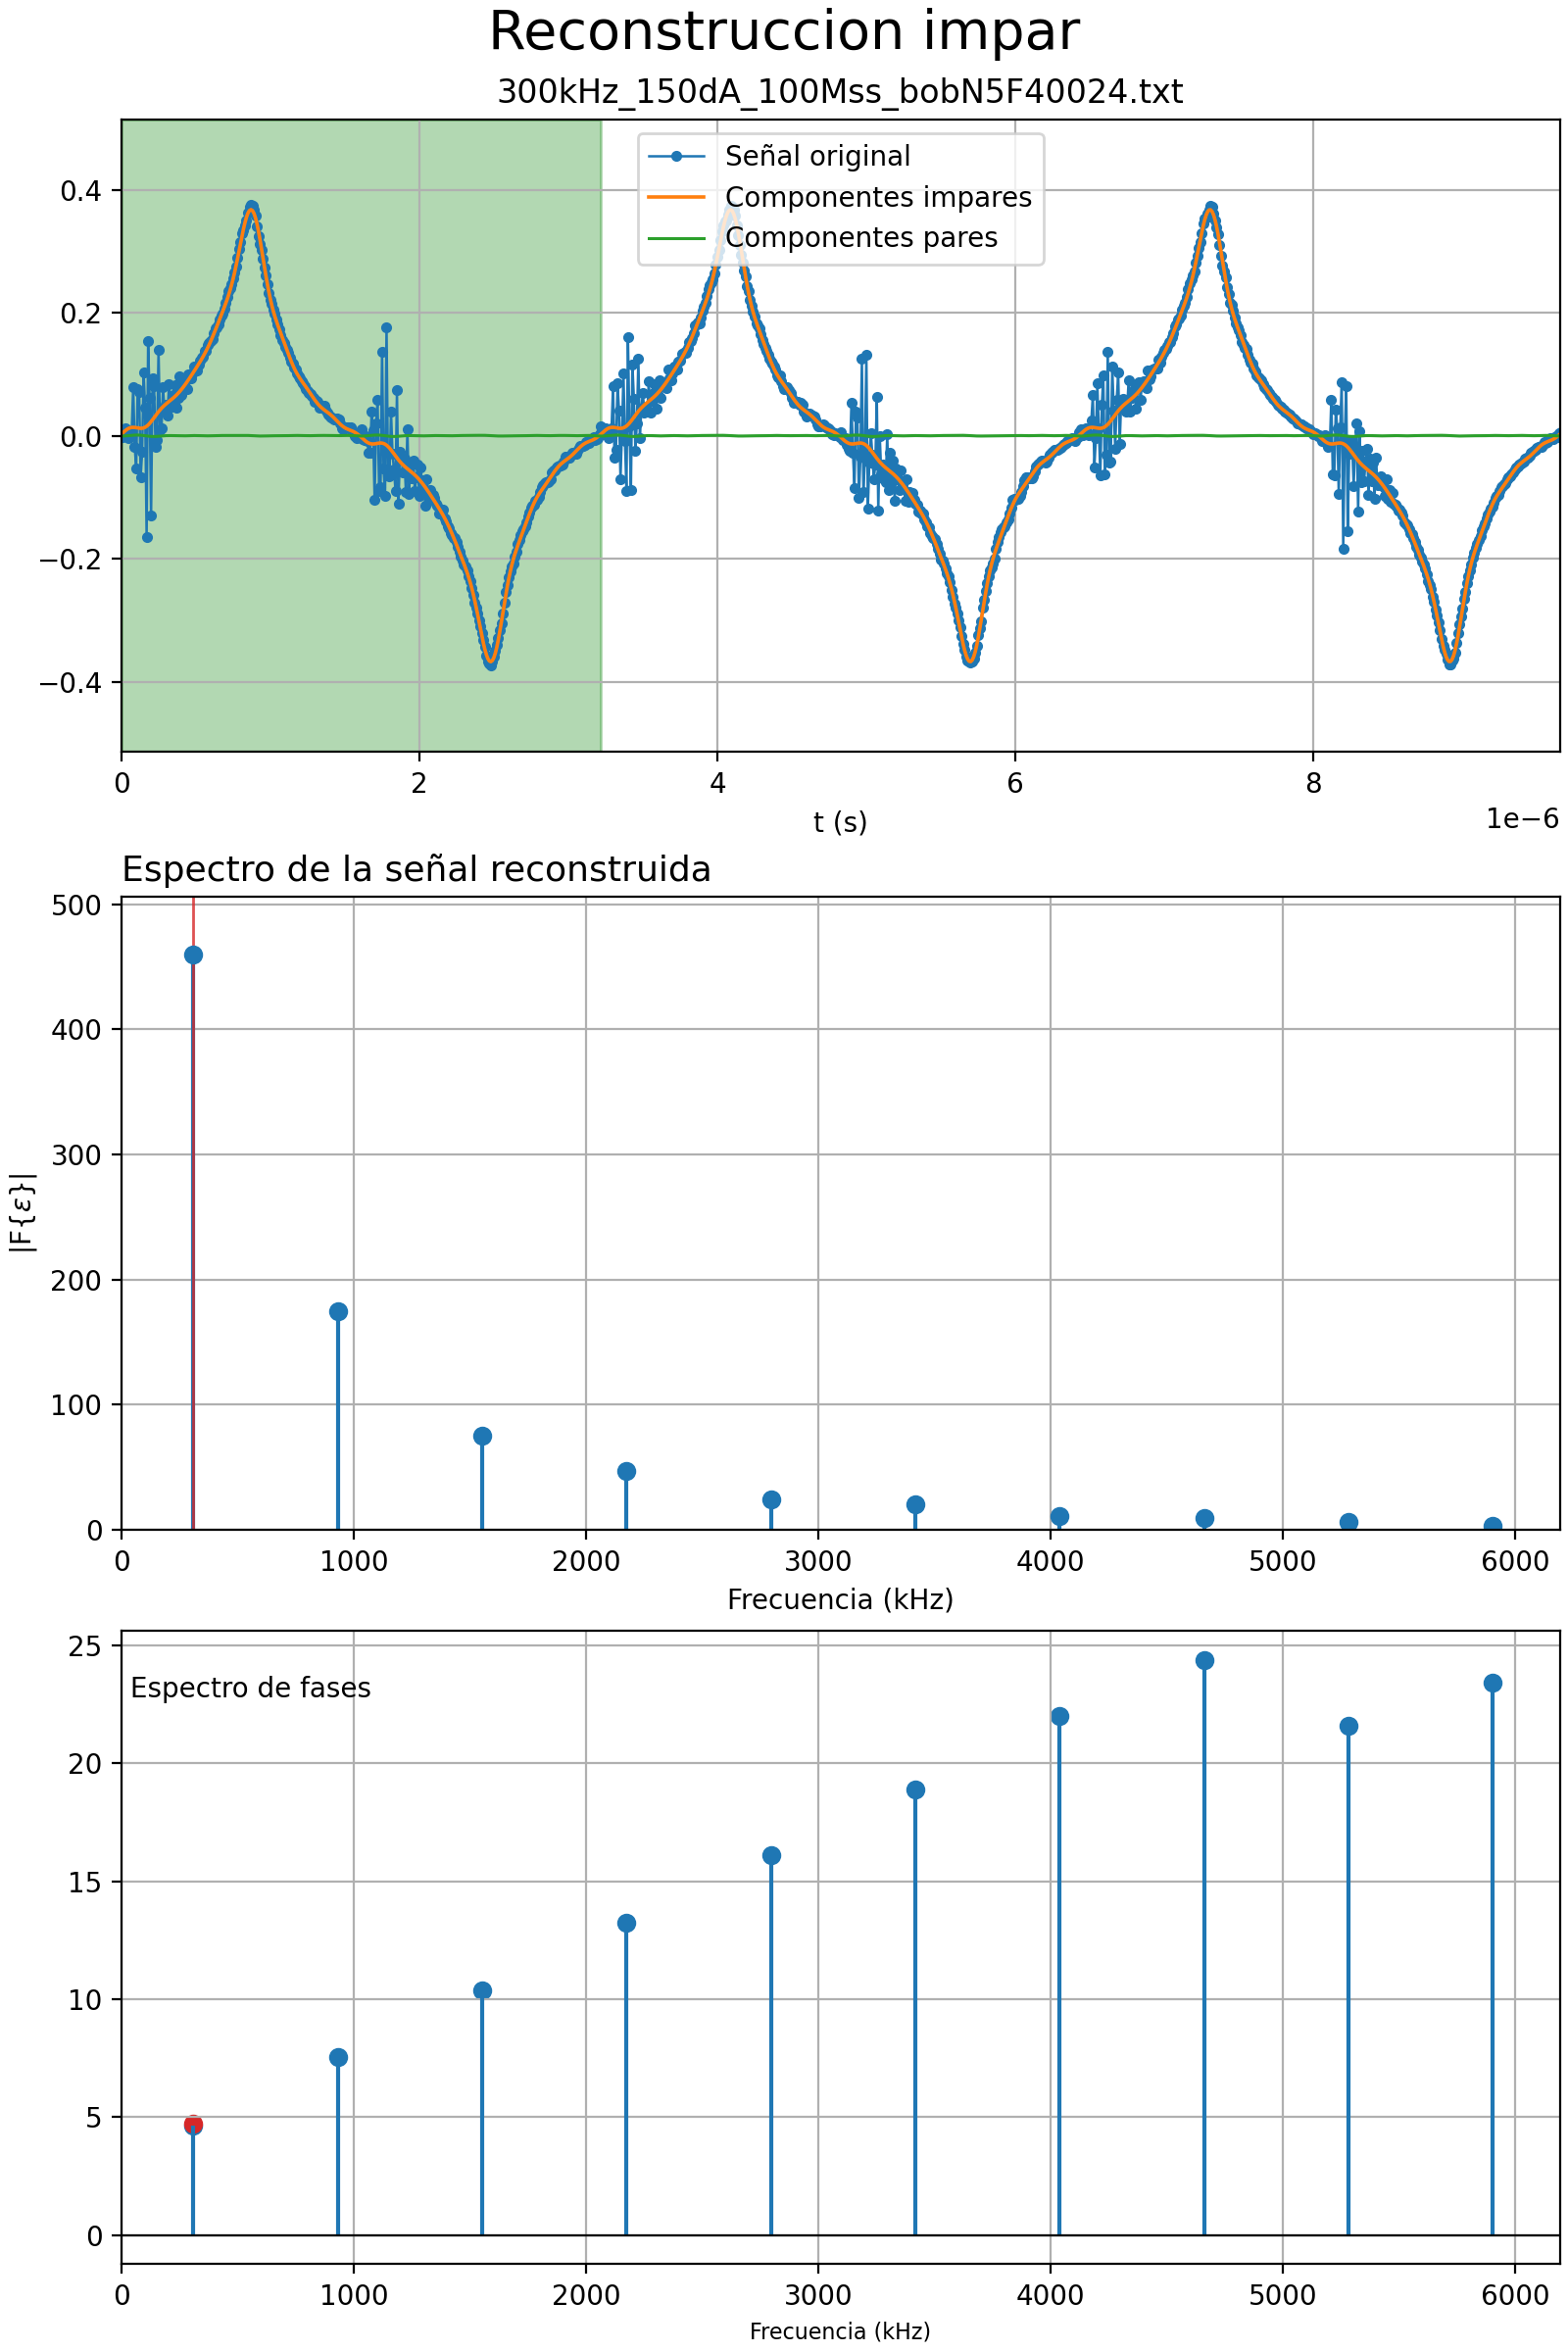 Reconstruccion impar
300kHz_150dA_100Mss_bobN5F40024.txt
Señal original
Componentes impares
Componentes pares
0.4
0.2
0.0
−0.2
−0.4
0 2 4 6 8
1e−6
t (s)
Espectro de la señal reconstruida
500
400
300
200
100
0
|F{ε}|
0 1000 2000 3000 4000 5000 6000
Frecuencia (kHz)
Espectro de fases
25
20
15
10
5
0
0 1000 2000 3000 4000 5000 6000
Frecuencia (kHz)